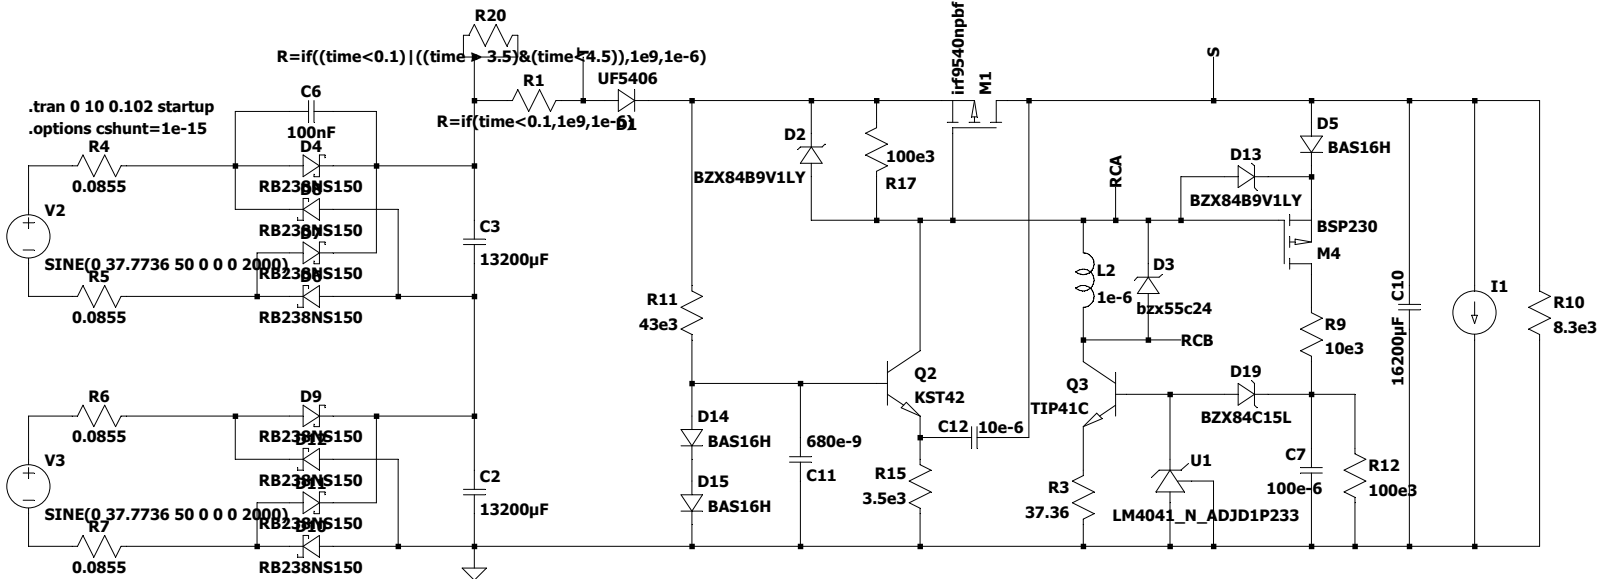 R20
R=if((time<0.1)|((time > 3.5)&(time<4.5)),1e9,1e-6)
R1
UF5406
R=if(time<0.1,1e9,1e-6)
D1
.tran 0 10 0.102 startup
.options cshunt=1e-15
C6
100nF
R4
0.0855
D4
RB238NS150
D8
RB238NS150
D7
RB238NS150
D6
RB238NS150
V2
SINE(0 37.7736 50 0 0 0 2000)
R5
0.0855
C3
13200µF
R6
0.0855
D9
RB238NS150
D12
RB238NS150
D11
RB238NS150
D10
RB238NS150
V3
SINE(0 37.7736 50 0 0 0 2000)
R7
0.0855
C2
13200µF
R11
43e3
D14
BAS16H
D15
BAS16H
680e-9
C11
D2
BZX84B9V1LY
100e3
R17
irf9540npbf
M1
Q2
KST42
C12
10e-6
R15
3.5e3
RCA
L2
1e-6
D3
bzx55c24
RCB
Q3
TIP41C
R3
37.36
U1
LM4041_N_ADJD1P233
S
D5
BAS16H
D13
BZX84B9V1LY
BSP230
M4
R9
10e3
D19
BZX84C15L
C7
100e-6
R12
100e3
C10
16200µF
I1
R10
8.3e3